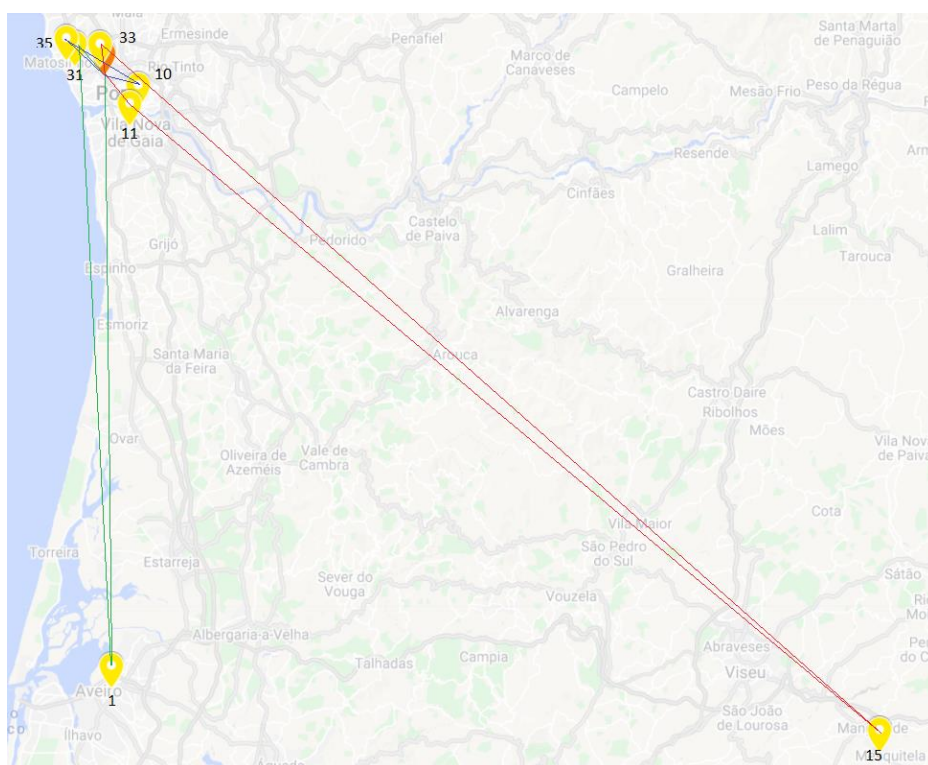 Maia
Ermesinde
Penafiel
Marco de
Canaveses
Santa Marta
de Penaguião
35
33
31
10
Rio Tinto
Campelo
Mesão Frio
Peso da Régua
11
Vila Nova
de Gaia
Resende
Lamego
Cinfães
Castelo
de Paiva
Pedorido
Grijó
Lalim
Tarouca
Espinho
Gralheira
Alvarenga
Esmoriz
Santa Maria
da Feira
Arouca
Castro Daire
Ribolhos
Mões
Ovar
Oliveira de
Azeméis
Vale de
Cambra
Vila Nova
de Paiva
Cota
Vila Maior
São Pedro
do Sul
Torreira
Estarreja
Sever do
Vouga
Sátão
Vouzela
Albergaria-a-Velha
Talhadas
Campia
Abraveses
Viseu
Aveiro
1
São João
de Lourosa
Ílhavo
15